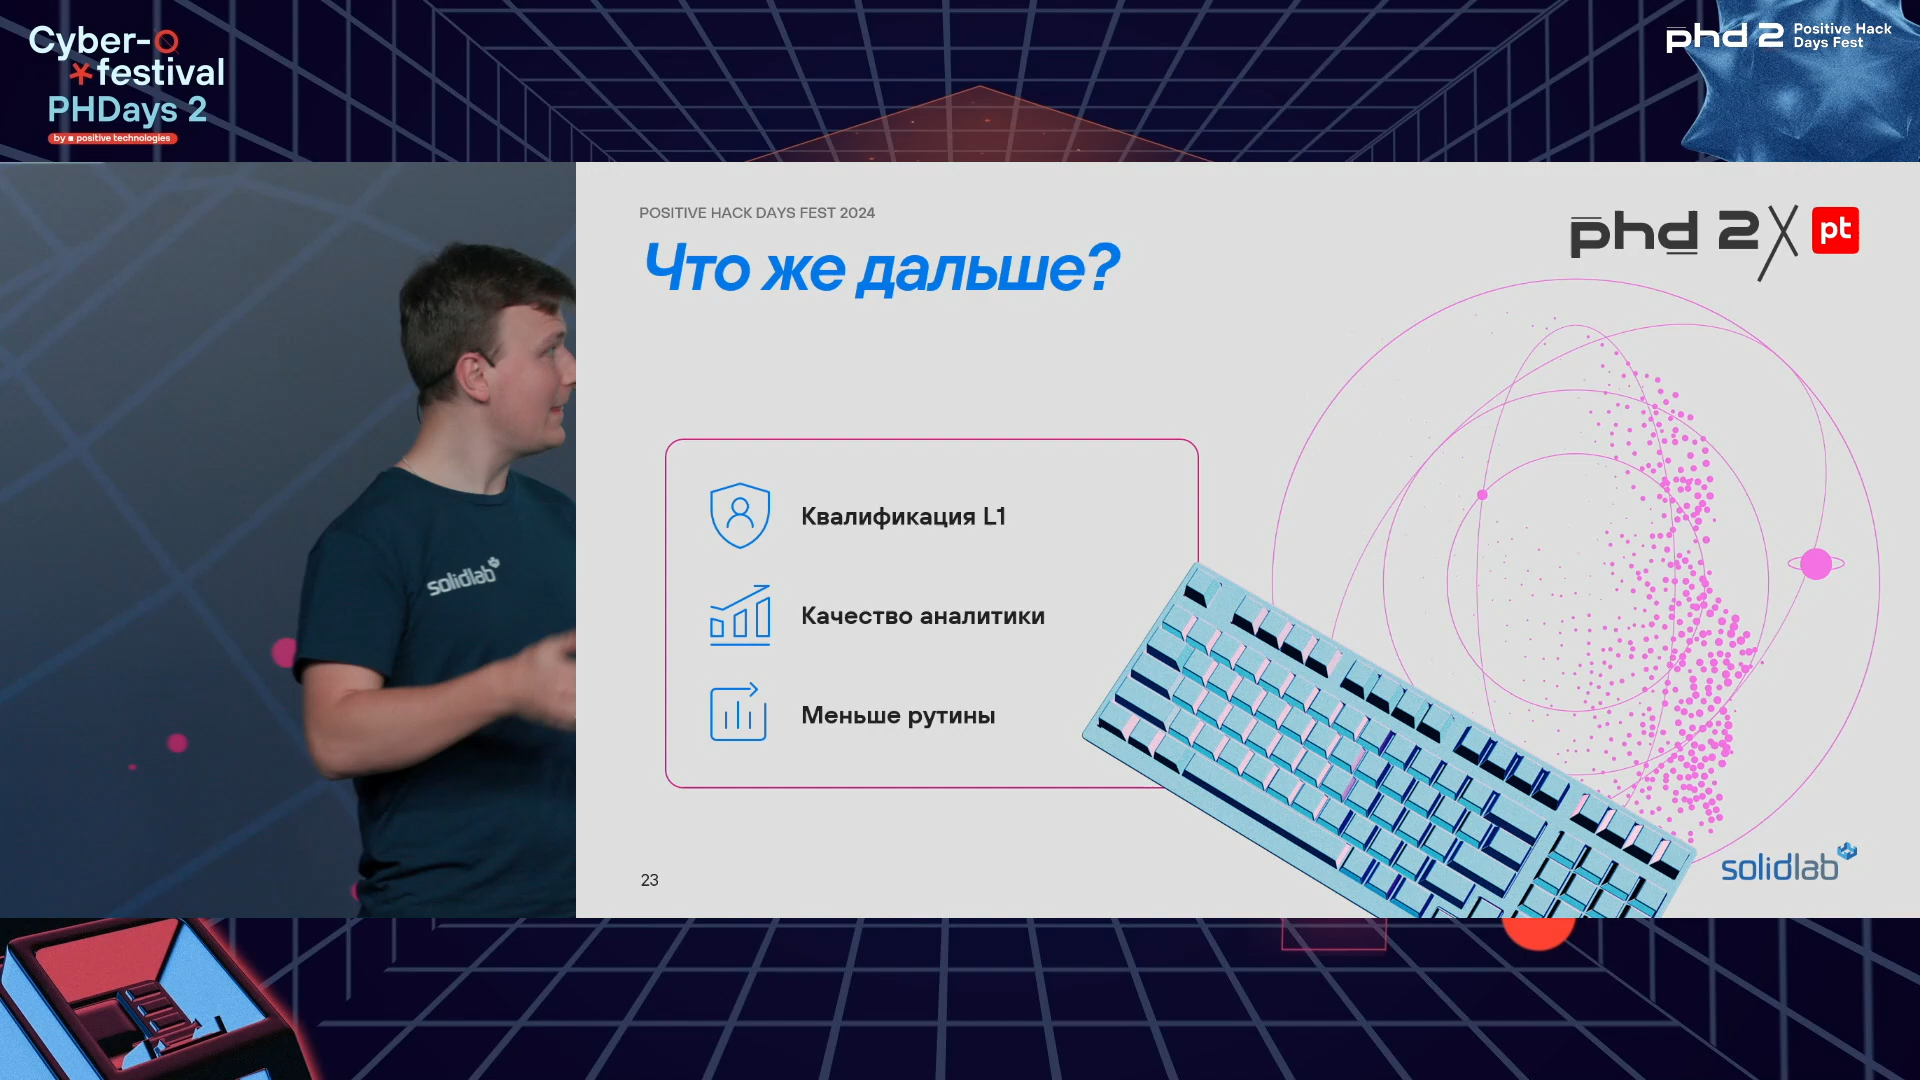 Cyber-
festival
PHDays 2
by positive technologies
phd 2 Positive Hack
Days Fest
POSITIVE HACK DAYS FEST 2024
Что же дальше?
phd 2 pt
solidlab
Квалификация L1
Качество аналитики
Меньше рутины
23
solidlab